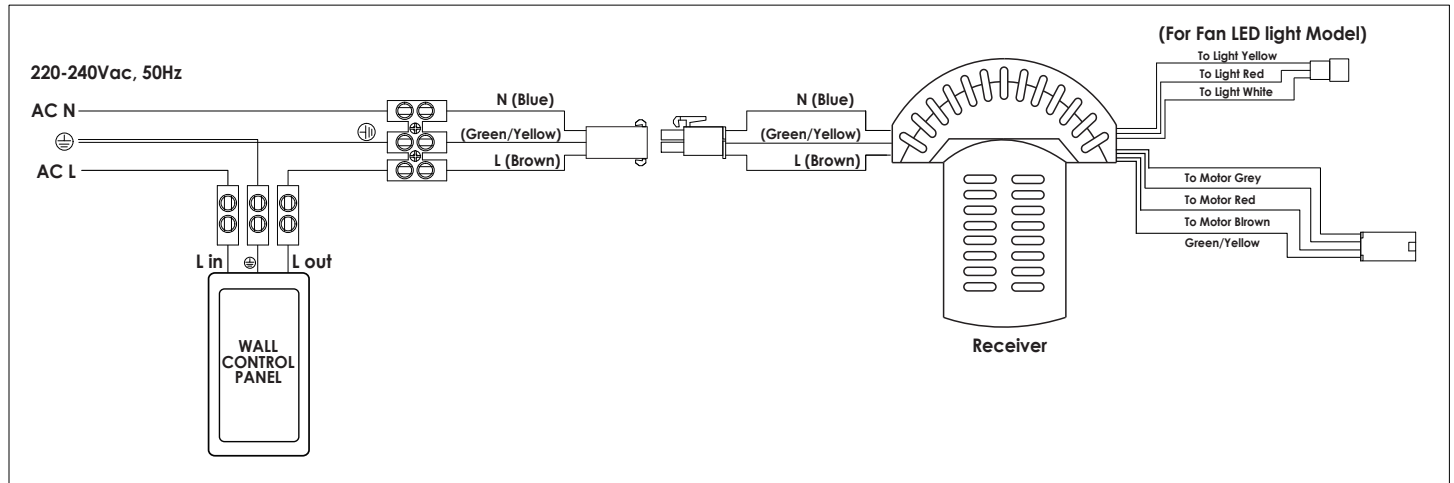 (For Fan LED light Model)
To Light Yellow
To Light Red
To Light White
220-240Vac, 50Hz
AC N
AC L
N (Blue)
(Green/Yellow)
L (Brown)
N (Blue)
(Green/Yellow)
L (Brown)
To Motor Grey
To Motor Red
To Motor Blrown
Green/Yellow
L in
L out
WALL
CONTROL
PANEL
Receiver